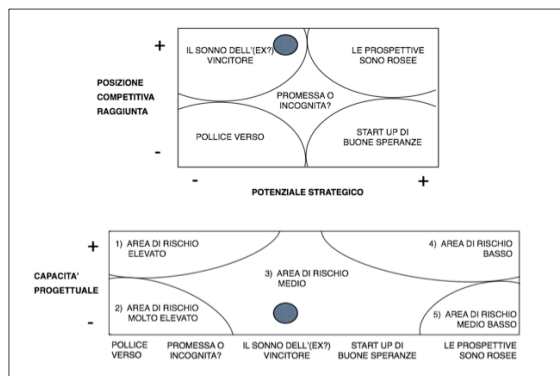 +
IL SONNO DELL'(EX?)
VINCITORE
LE PROSPETTIVE
SONO ROSEE
POSIZIONE
COMPETITIVA
RAGGIUNTA
PROMESSA O
INCOGNITA?
POLLICE VERSO
START UP DI
BUONE SPERANZE
-
-
+
POTENZIALE STRATEGICO
+
1) AREA DI RISCHIO
ELEVATO
4) AREA DI RISCHIO
BASSO
CAPACITA'
PROGETTUALE
3) AREA DI RISCHIO
MEDIO
2) AREA DI RISCHIO
MOLTO ELEVATO
5) AREA DI RISCHIO
MEDIO BASSO
-
POLLICE
VERSO
PROMESSA O
INCOGNITA?
IL SONNO DELL'(EX?)
VINCITORE
START UP DI
BUONE SPERANZE
LE PROSPETTIVE
SONO ROSEE